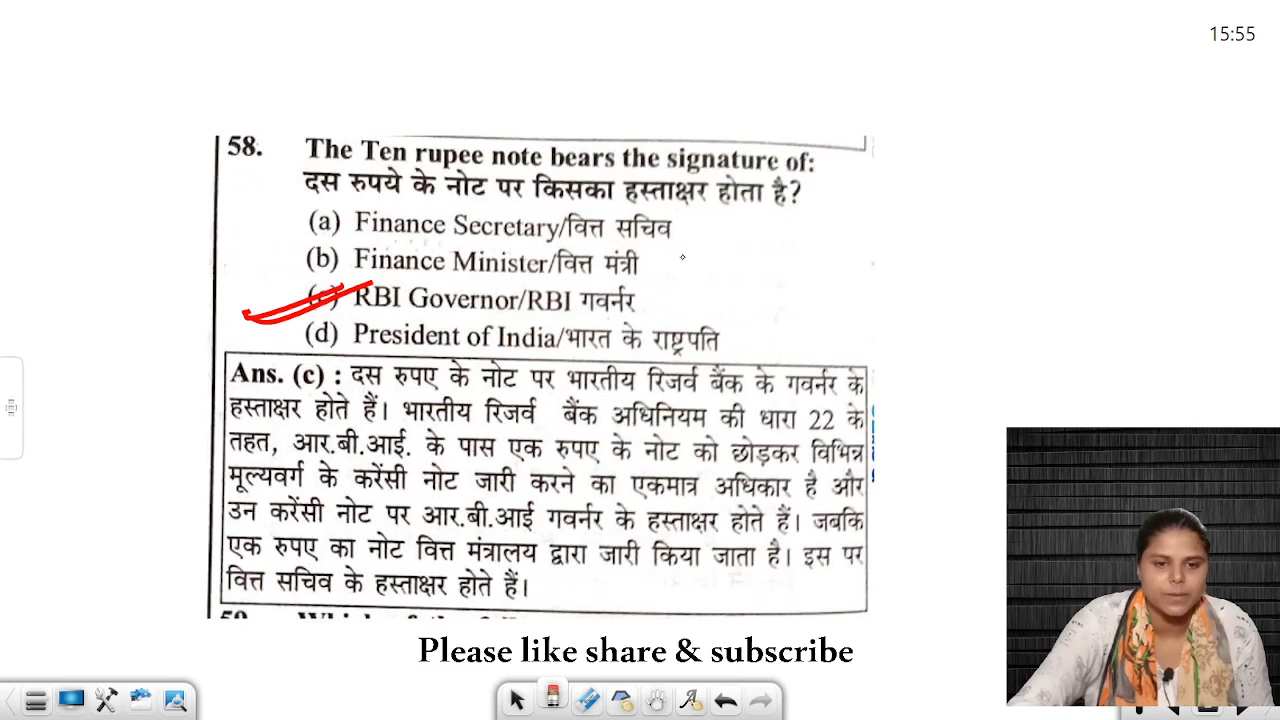 15:55
58. The Ten rupee note bears the signature of:
दस रुपये के नोट पर किसका हस्ताक्षर होता है?
(a) Finance Secretary/वित्त सचिव
(b) Finance Minister/वित्त मंत्री
(c) RBI Governor/RBI गवर्नर
(d) President of India/भारत के राष्ट्रपति
Ans. (c) : दस रुपए के नोट पर भारतीय रिजर्व बैंक के गवर्नर के
हस्ताक्षर होते हैं। भारतीय रिजर्व बैंक अधिनियम की धारा 22 के
तहत, आर.बी.आई. के पास एक रुपए के नोट को छोड़कर विभिन्न
मूल्यवर्ग के करेंसी नोट जारी करने का एकमात्र अधिकार है और
उन करेंसी नोट पर आर.बी.आई गवर्नर के हस्ताक्षर होते हैं। जबकि
एक रुपए का नोट वित्त मंत्रालय द्वारा जारी किया जाता है। इस पर
वित्त सचिव के हस्ताक्षर होते हैं।
Please like share & subscribe